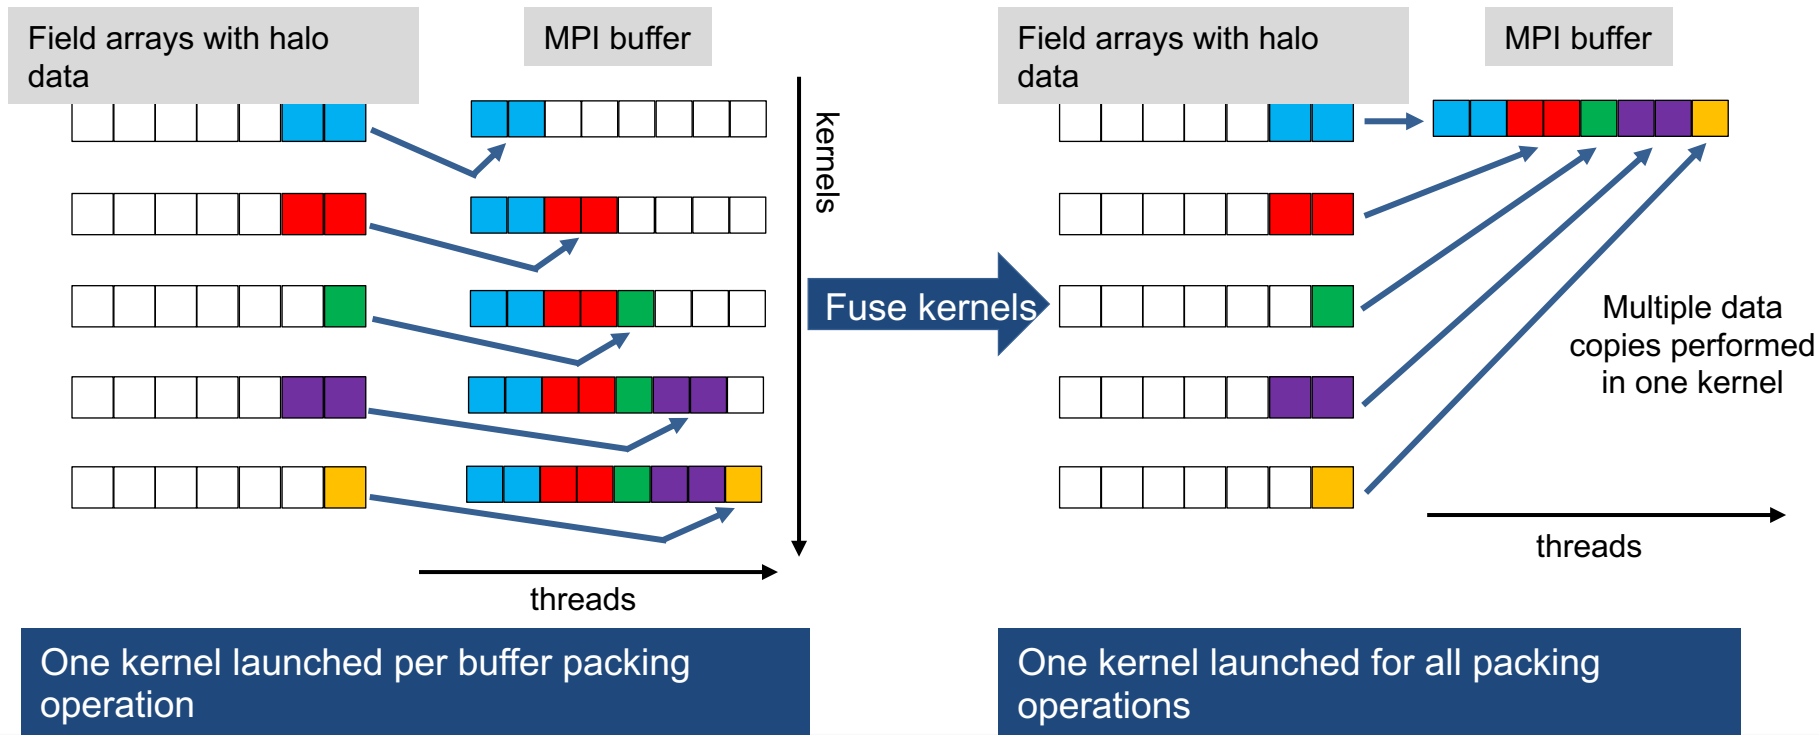 Field arrays with halo
data
MPI buffer
kernels
threads
One kernel launched per buffer packing
operation
Fuse kernels
Field arrays with halo
data
MPI buffer
Multiple data
copies performed
in one kernel
threads
One kernel launched for all packing
operations